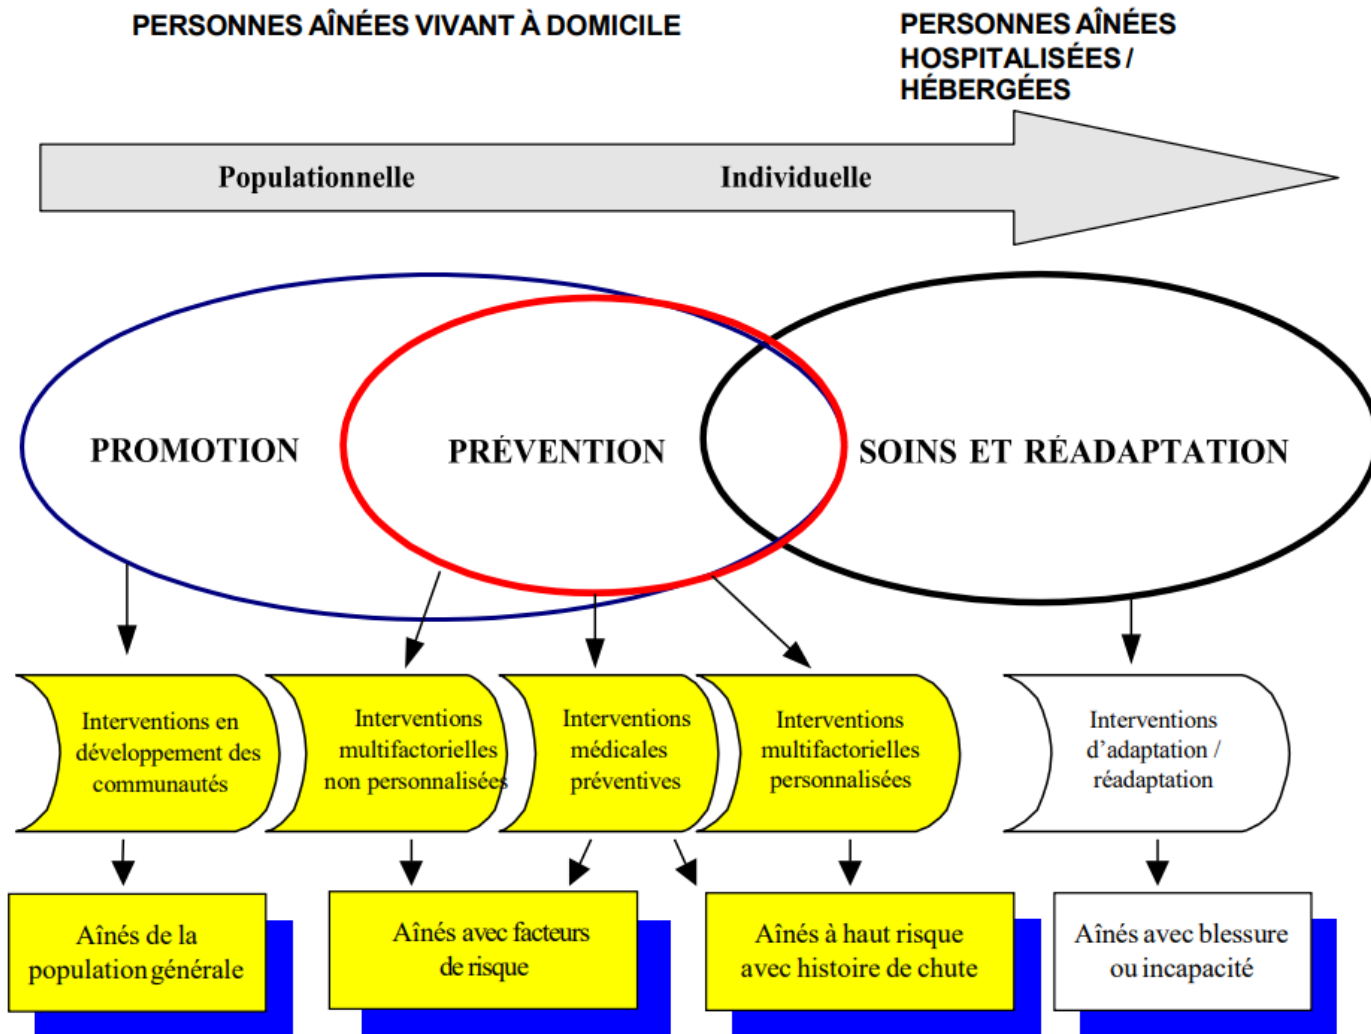 PERSONNES AÎNÉES VIVANT À DOMICILE
PERSONNES AÎNÉES
HOSPITALISÉES /
HÉBERGÉES
Populationnelle
Individuelle
PROMOTION
PRÉVENTION
SOINS ET RÉADAPTATION
Interventions en
développement des
communautés
Interventions
multifactorielles
non personnalisées
Interventions
médicales
préventives
Interventions
multifactorielles
personnalisées
Interventions
d’adaptation /
réadaptation
Aînés de la
population générale
Aînés avec facteurs
de risque
Aînés à haut risque
avec histoire de chute
Aînés avec blessure
ou incapacité